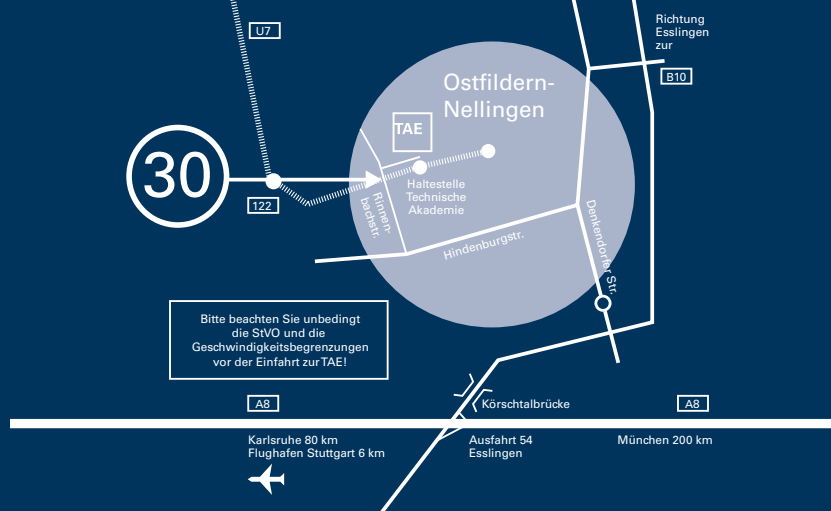 U7
Richtung
Esslingen
zur
B10
Ostfildern-
Nellingen
TAE
30
122
Haltestelle
Technische
Akademie
Rinnen-
bachstr.
Hindenburgstr.
Denkendorfer Str.
Bitte beachten Sie unbedingt
die StVO und die
Geschwindigkeitsbegrenzungen
vor der Einfahrt zur TAE!
A8
Körschtalbrücke
A8
Karlsruhe 80 km
Flughafen Stuttgart 6 km
Ausfahrt 54
Esslingen
München 200 km